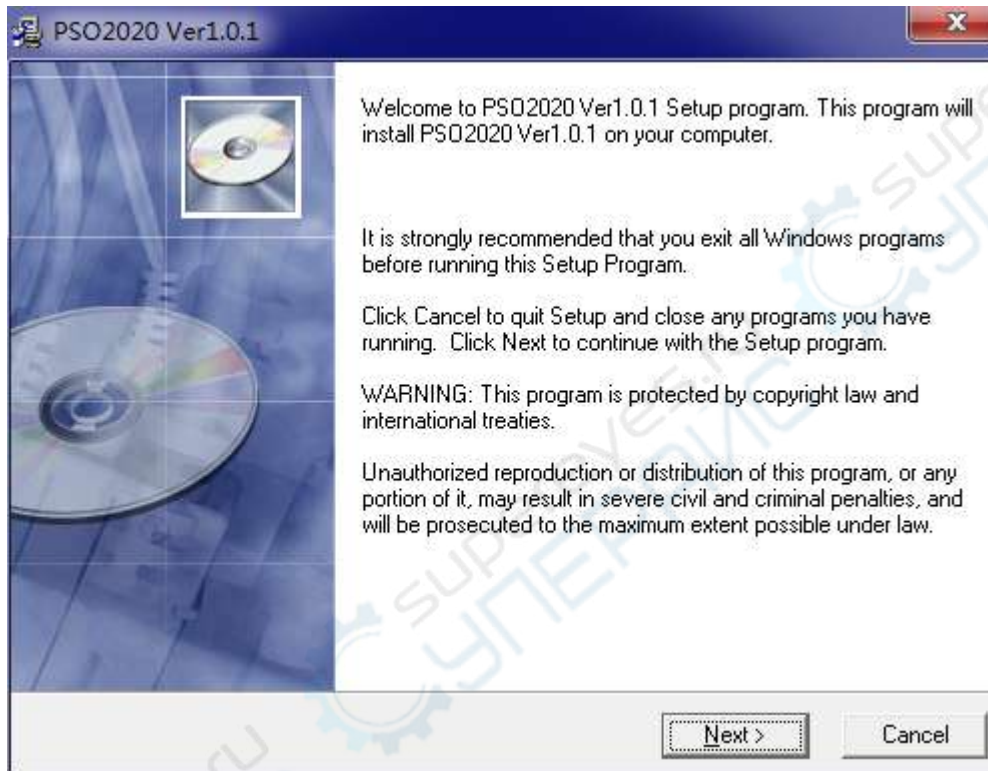 PSO2020 Ver1.0.1
Welcome to PSO2020 Ver1.0.1 Setup program. This program will
install PSO2020 Ver1.0.1 on your computer.
It is strongly recommended that you exit all Windows programs
before running this Setup Program.
Click Cancel to quit Setup and close any programs you have
running. Click Next to continue with the Setup program.
WARNING: This program is protected by copyright law and
international treaties.
Unauthorized reproduction or distribution of this program, or any
portion of it, may result in severe civil and criminal penalties, and
will be prosecuted to the maximum extent possible under law.
Next >
Cancel